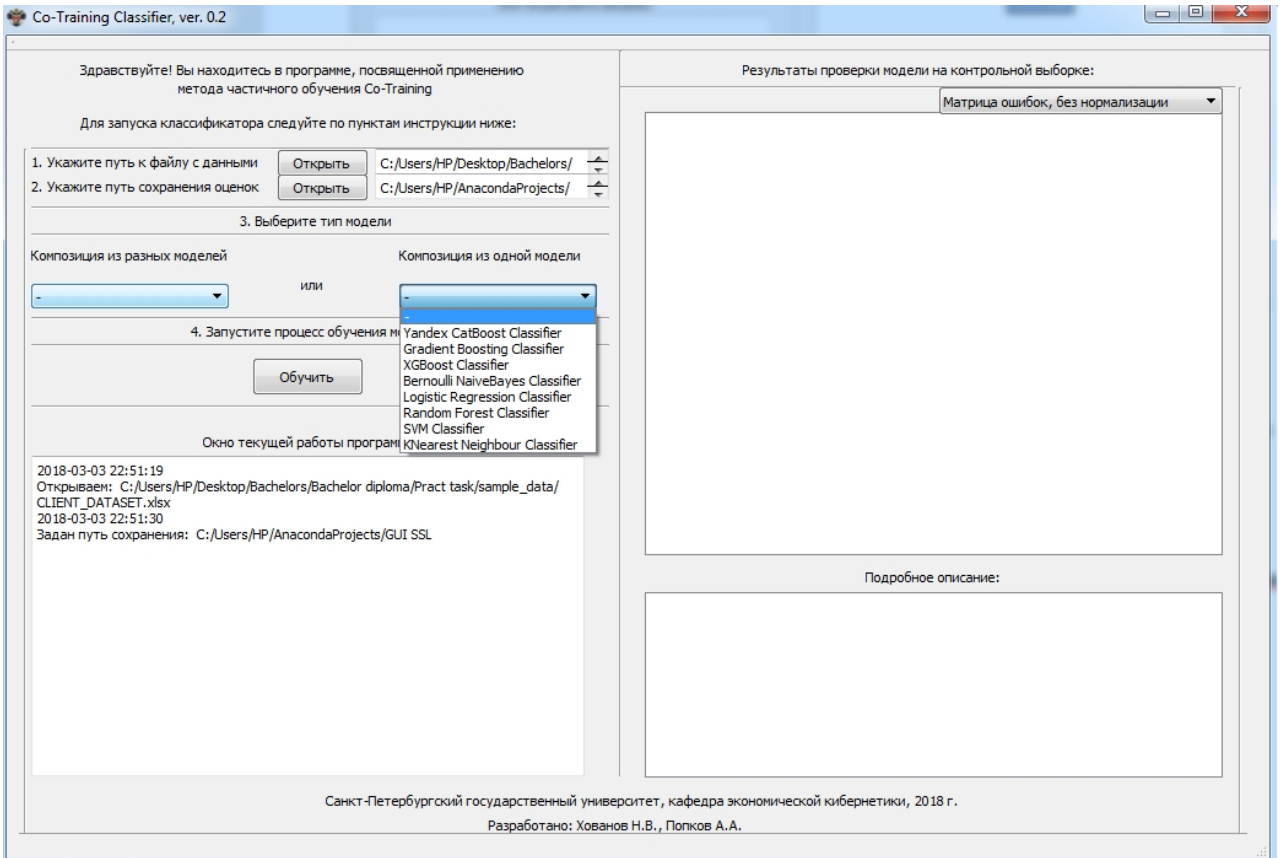 Co-Training Classifier, ver. 0.2
Здравствуйте! Вы находитесь в программе, посвященной применению
метода частичного обучения Co-Training
Для запуска классификатора следуйте по пунктам инструкции ниже:
1. Укажите путь к файлу с данными
Открыть
C:/Users/HP/Desktop/Bachelors/
2. Укажите путь сохранения оценок
Открыть
C:/Users/HP/AnacondaProjects/
3. Выберите тип модели
Композиция из разных моделей
или
Композиция из одной модели
-
-
-
Yandex CatBoost Classifier
Gradient Boosting Classifier
XGBoost Classifier
Bernoulli NaiveBayes Classifier
Logistic Regression Classifier
Random Forest Classifier
SVM Classifier
KNearest Neighbour Classifier
4. Запустите процесс обучения
Обучить
Окно текущей работы
2018-03-03 22:51:19
Открываем: C:/Users/HP/Desktop/Bachelors/Bachelor diploma/Pract task/sample_data/
CLIENT_DATASET.xlsx
2018-03-03 22:51:30
Задан путь сохранения: C:/Users/HP/AnacondaProjects/GUI SSL
Результаты проверки модели на контрольной выборке:
Матрица ошибок, без нормализации
Подробное описание:
Санкт-Петербургский государственный университет, кафедра экономической кибернетики, 2018 г.
Разработано: Хованов Н.В., Попков А.А.